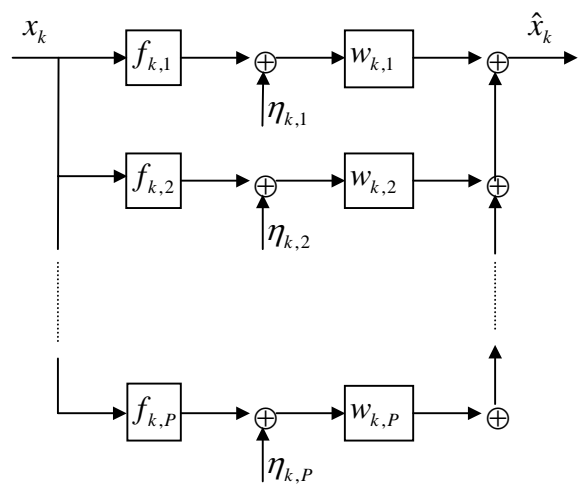 x_k x̂_k
f_{k,1} ⊕ w_{k,1} ⊕
η_{k,1}
f_{k,2} ⊕ w_{k,2} ⊕
η_{k,2}
f_{k,P} ⊕ w_{k,P} ⊕
η_{k,P}